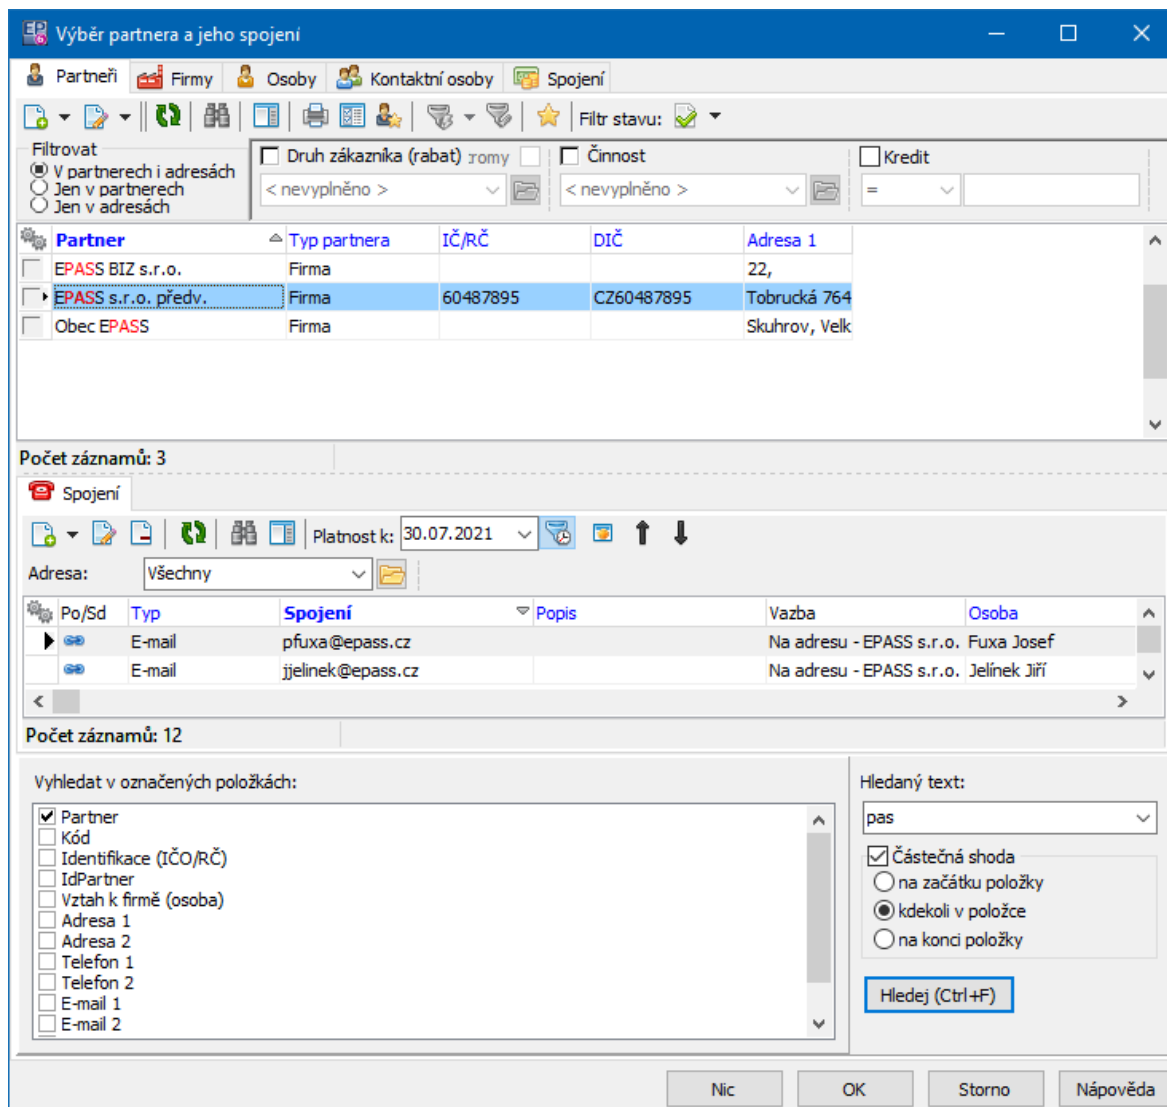 Výběr partnera a jeho spojení
Partneři Firmy Osoby Kontaktní osoby Spojení
Filtr stavu:
Filtrovat
V partnerech i adresách
Jen v partnerech
Jen v adresách
Druh zákazníka (rabat) romy Činnost Kredit
< nevyplněno > < nevyplněno > =
Partner Typ partnera IČ/RČ DIČ Adresa 1
EPASS BIZ s.r.o. Firma 22,
EPASS s.r.o. předv. Firma 60487895 CZ60487895 Tobrucká 764
Obec EPASS Firma Skuhrov, Velk
Počet záznamů: 3
Spojení
Platnost k: 30.07.2021
Adresa: Všechny
Po/Sd Typ Spojení Popis Vazba Osoba
E-mail pfuxa@epass.cz Na adresu - EPASS s.r.o. Fuxa Josef
E-mail jjelinek@epass.cz Na adresu - EPASS s.r.o. Jelínek Jiří
Počet záznamů: 12
Vyhledat v označených položkách:
Partner
Kód
Identifikace (IČO/RČ)
IdPartner
Vztah k firmě (osoba)
Adresa 1
Adresa 2
Telefon 1
Telefon 2
E-mail 1
E-mail 2
Hledaný text:
pas
Částečná shoda
na začátku položky
kdekoli v položce
na konci položky
Hledej (Ctrl+F)
Nic OK Storno Nápověda